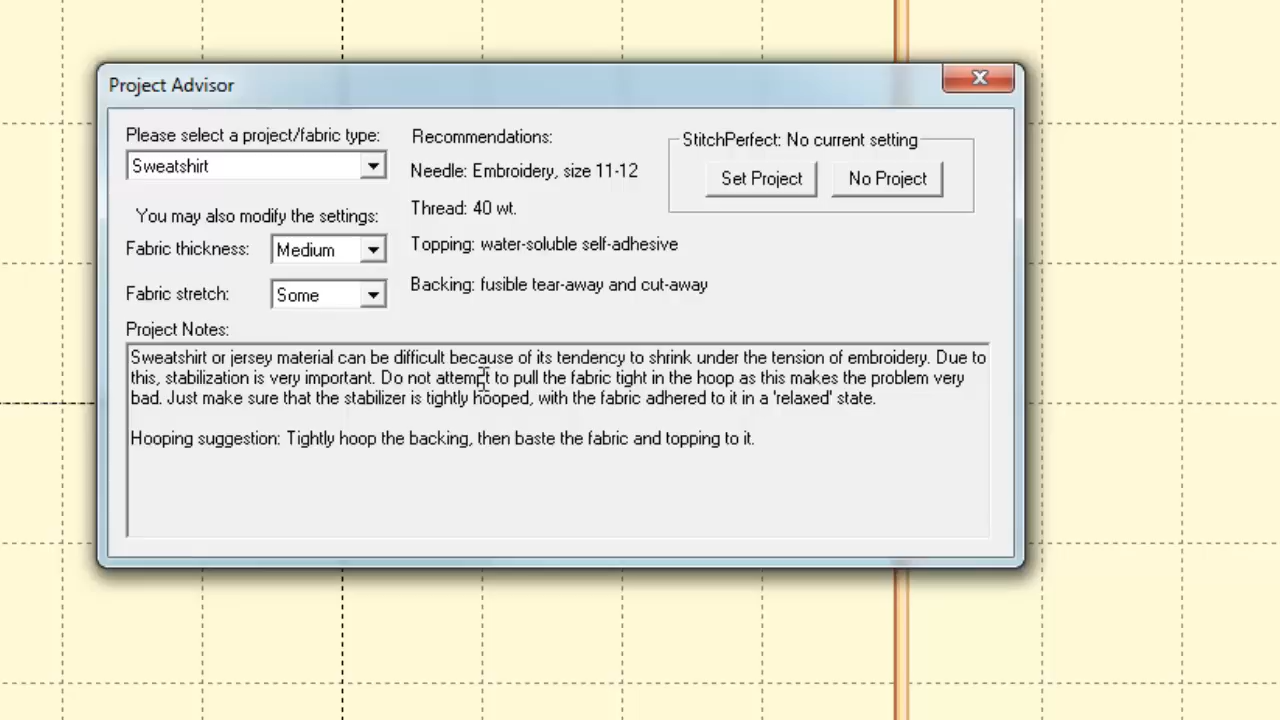 Project Advisor
Please select a project/fabric type:
Sweatshirt
You may also modify the settings:
Fabric thickness: Medium
Fabric stretch: Some
Recommendations:
Needle: Embroidery, size 11-12
Thread: 40 wt.
Topping: water-soluble self-adhesive
Backing: fusible tear-away and cut-away
StitchPerfect: No current setting
Set Project No Project
Project Notes:
Sweatshirt or jersey material can be difficult because of its tendency to shrink under the tension of embroidery. Due to
this, stabilization is very important. Do not attempt to pull the fabric tight in the hoop as this makes the problem very
bad. Just make sure that the stabilizer is tightly hooped, with the fabric adhered to it in a 'relaxed' state.
Hooping suggestion: Tightly hoop the backing, then baste the fabric and topping to it.